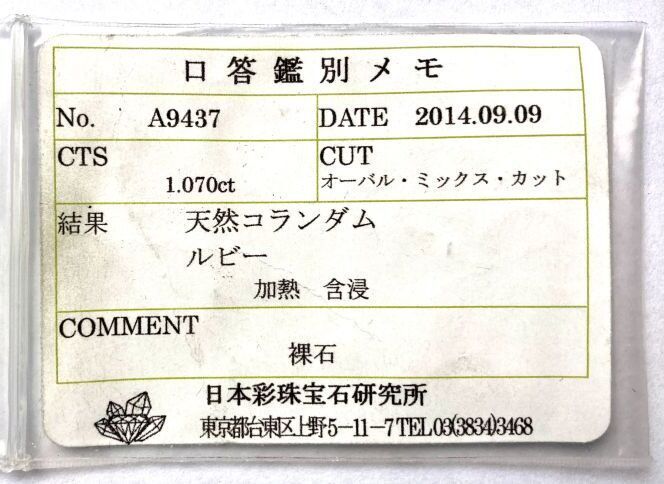 口答鑑別メモ
No. A9437
DATE 2014.09.09
CTS
1.070ct
CUT
オーバル・ミックス・カット
結果 天然コランダム
ルビー
加熱 含浸
COMMENT
裸石
日本彩珠宝石研究所
東京都台東区上野5-11-7 TEL03(3834)3468